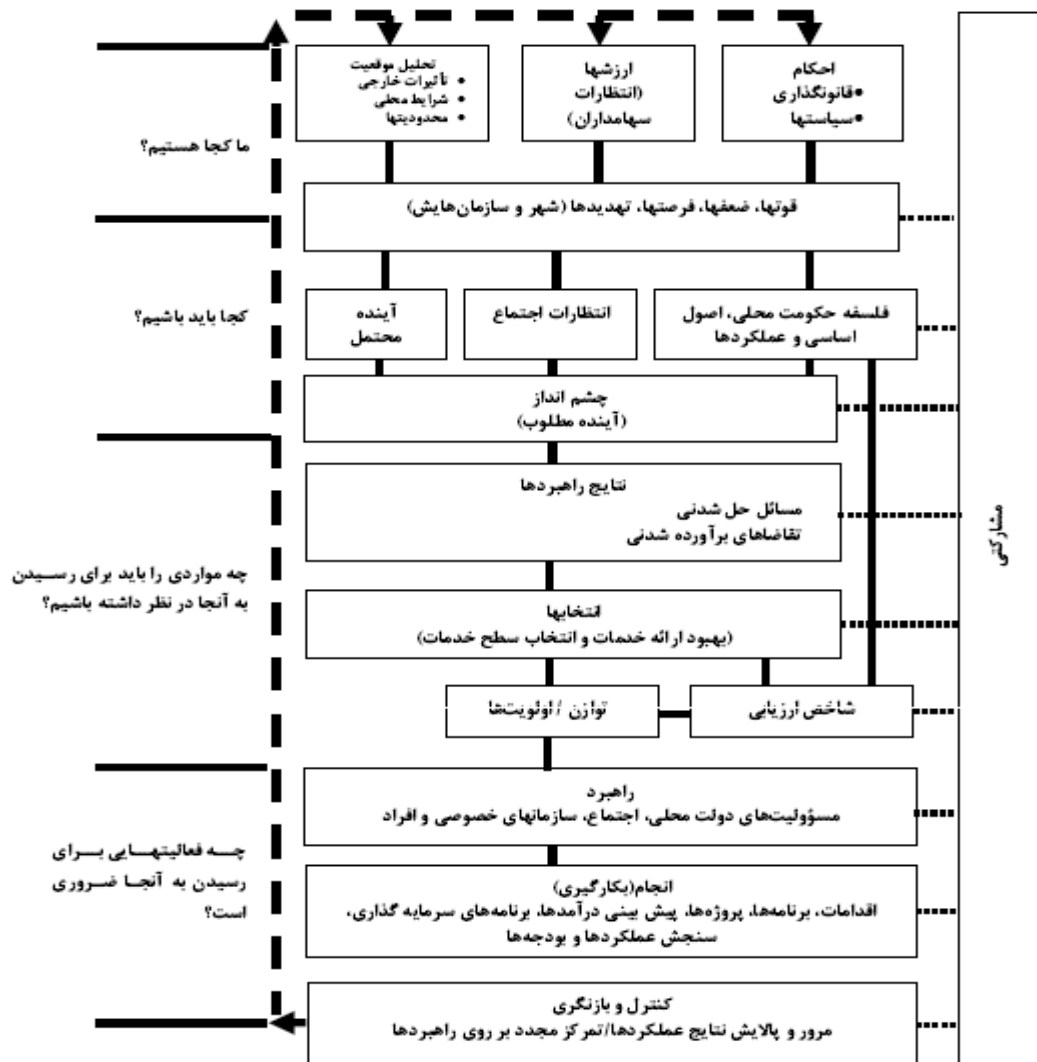 احکام
•قانونگذاری
•سیاستها
ارزشها
(انتظارات
سهامداران)
تحلیل موقعیت
• تأثیرات خارجی
• شرایط محلی
• محدودیتها
ما کجا هستیم؟
قوتها، ضعفها، فرصتها، تهدیدها (شهر و سازمان‌هایش)
کجا باید باشیم؟
فلسفه حکومت محلی، اصول
اساسی و عملکردها
انتظارات اجتماع
آینده
محتمل
چشم انداز
(آینده مطلوب)
نتایج راهبردها
مسائل حل شدنی
تقاضاهای برآورده شدنی
مشارکتی
چه مواردی را باید برای رسیدن
به آنجا در نظر داشته باشیم؟
انتخابها
(بهبود ارائه خدمات و انتخاب سطح خدمات)
شاخص ارزیابی
توازن /اولویت‌ها
راهبرد
مسؤولیت‌های دولت محلی، اجتماع، سازمانهای خصوصی و افراد
چه فعالیتهایی برای
رسیدن به آنجا ضروری
است؟
انجام(بکارگیری)
اقدامات، برنامه‌ها، پروژه‌ها، پیش بینی درآمدها، برنامه‌های سرمایه گذاری،
سنجش عملکردها و بودجه‌ها
کنترل و بازنگری
مرور و پالایش نتایج عملکردها/تمرکز مجدد بر روی راهبردها